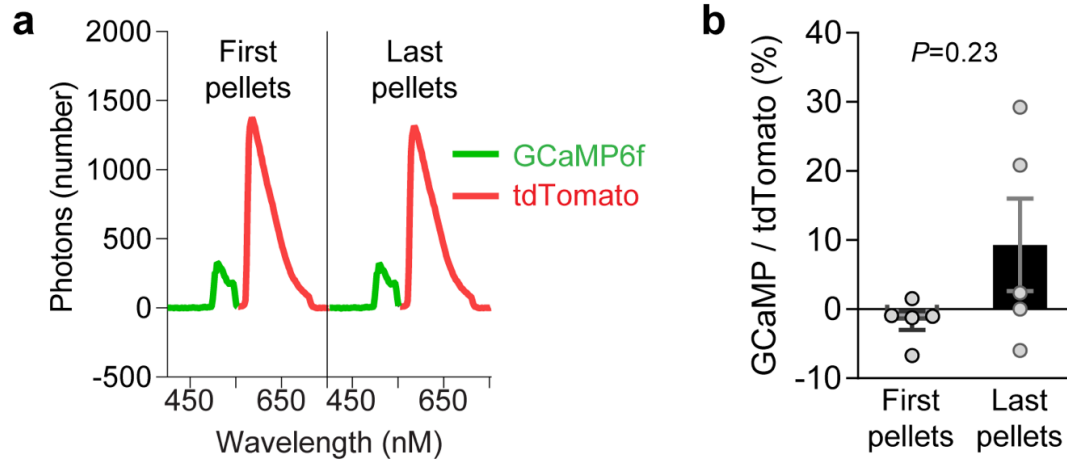 a
Photons (number)
2000
1500
1000
500
0
-500
First
pellets
Last
pellets
GCaMP6f
tdTomato
450 650 450 650
Wavelength (nM)
b
GCaMP / tdTomato (%)
40
30
20
10
0
-10
P=0.23
First
pellets
Last
pellets